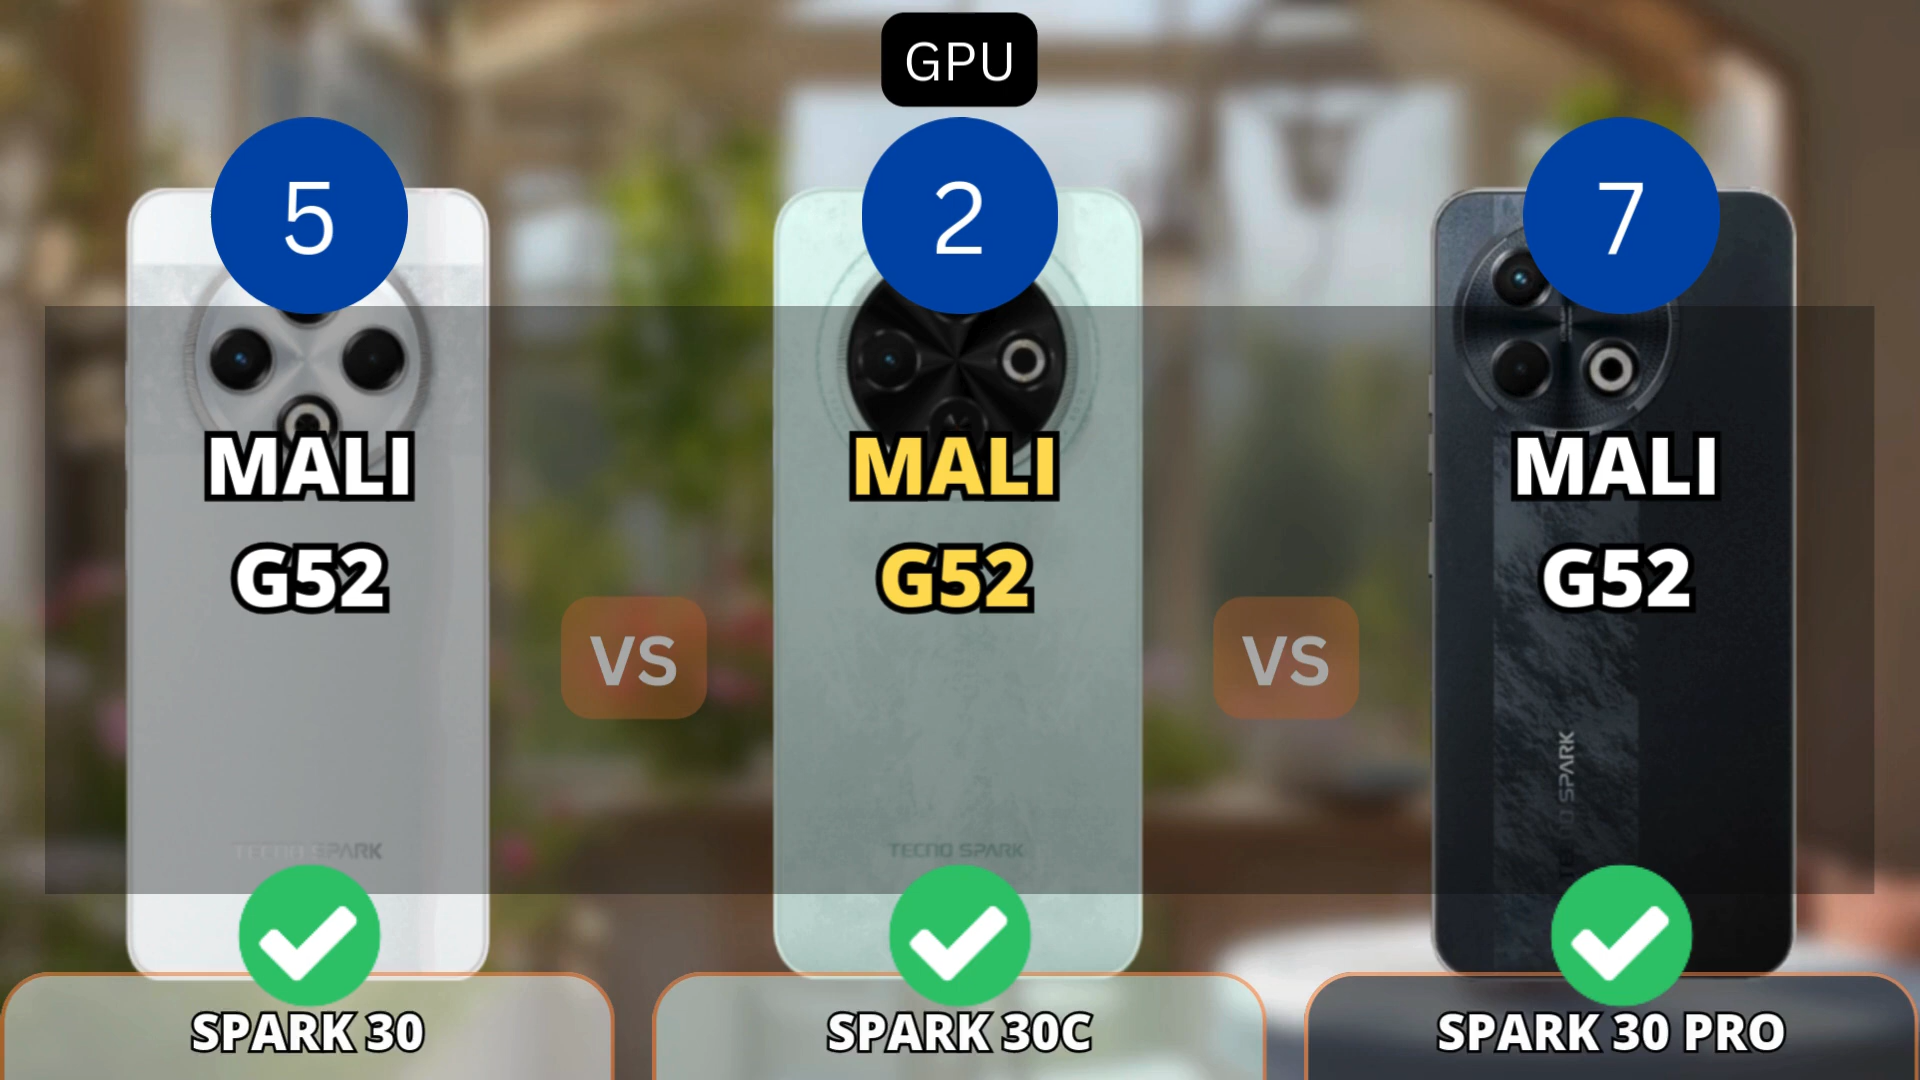 GPU
5
2
7
MALI
G52
MALI
G52
MALI
G52
VS
VS
TECNO SPARK
TECNO SPARK
TECNO SPARK
SPARK 30
SPARK 30C
SPARK 30 PRO